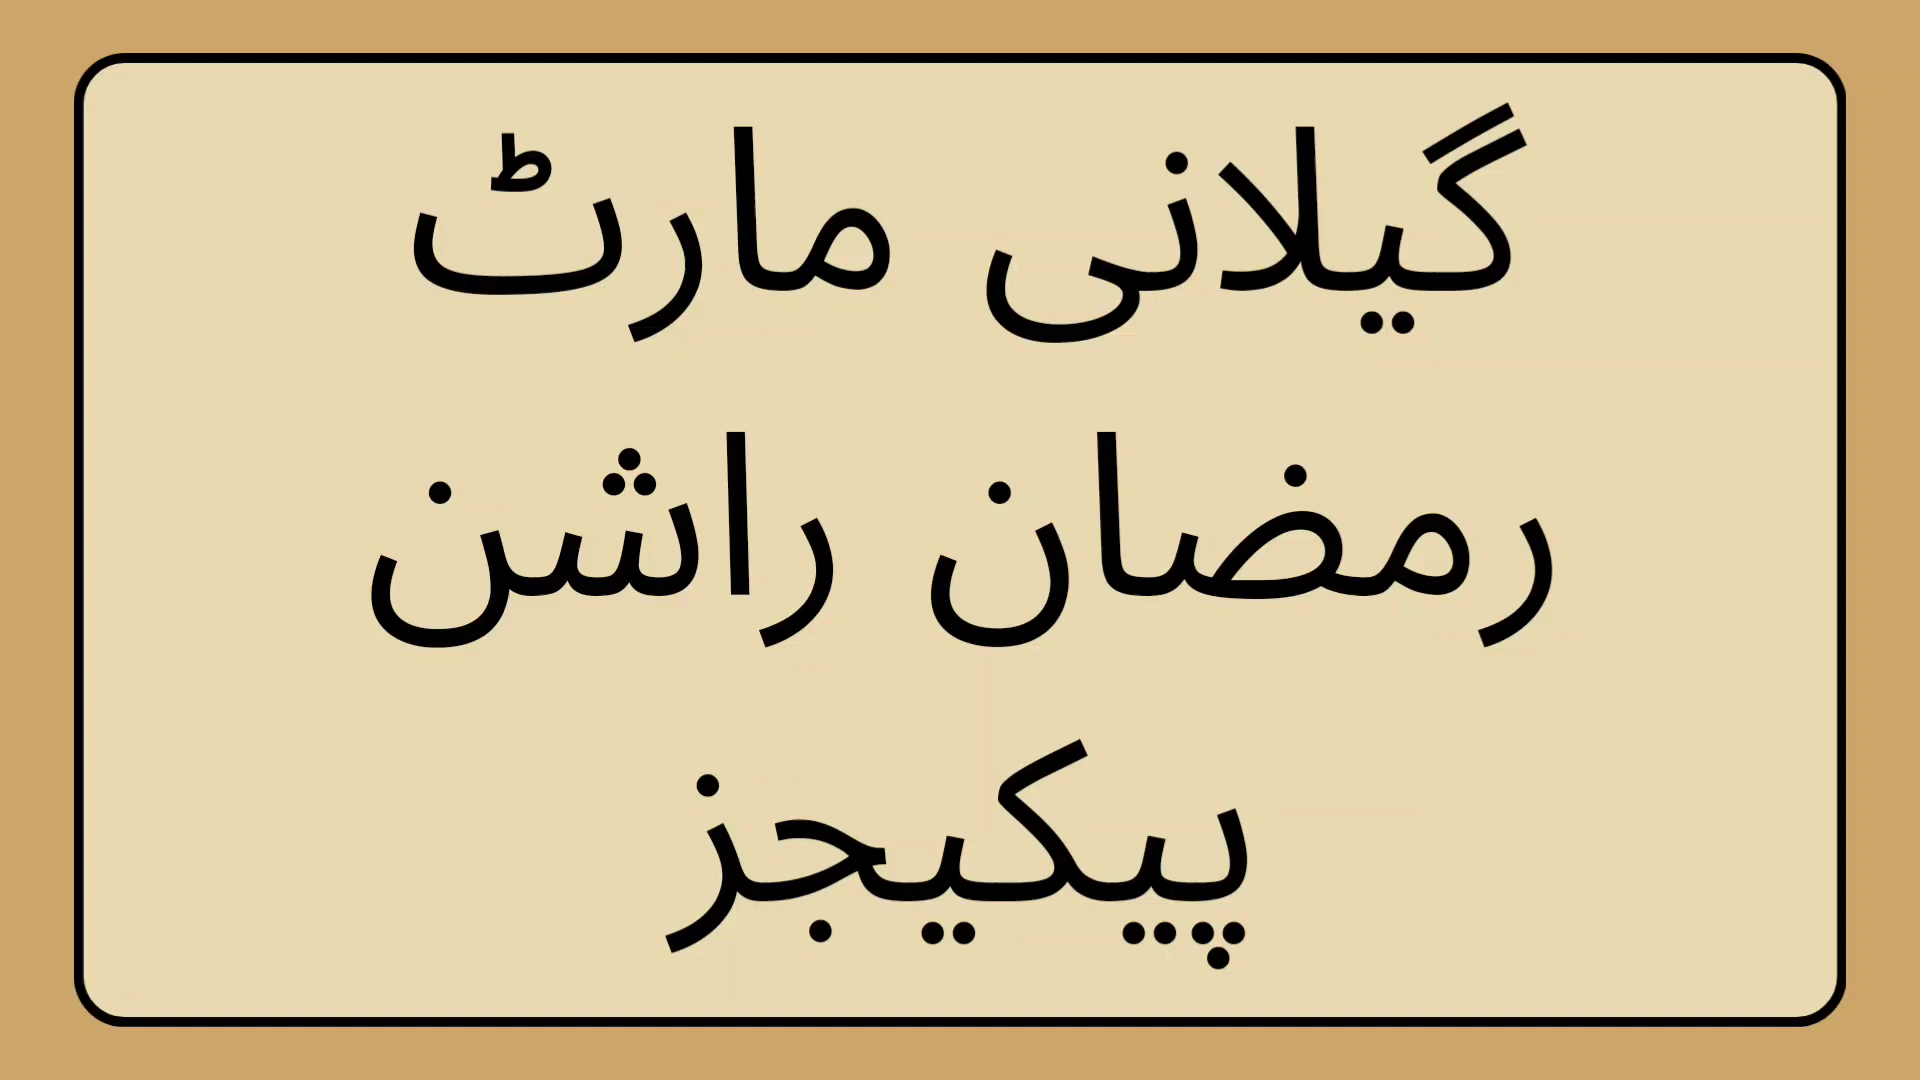 گیلانی مارٹ
رمضان راشن
پیکیجز